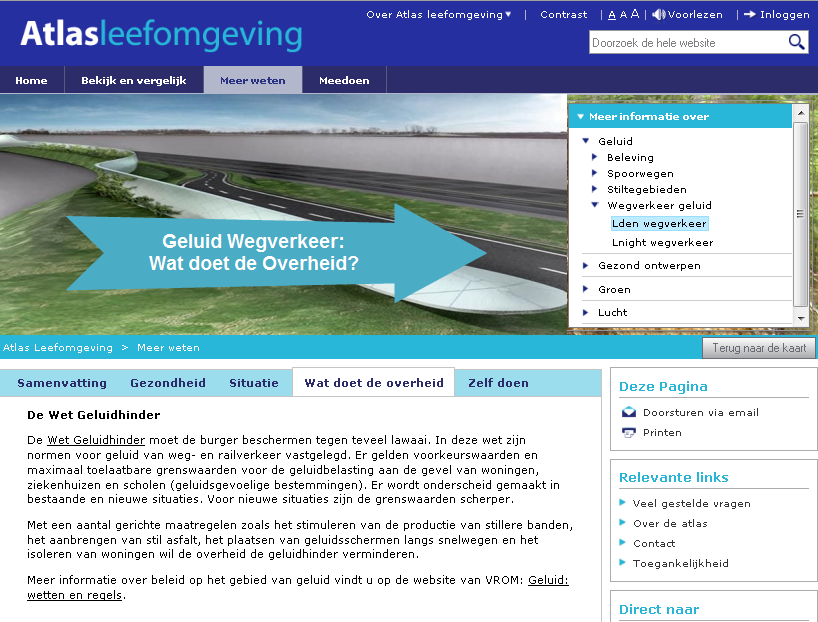 Over Atlas leefomgeving | Contrast | A A A | Voorlezen | Inloggen
Atlasleefomgeving
Doorzoek de hele website
Home Bekijk en vergelijk Meer weten Meedoen
Geluid Wegverkeer:
Wat doet de Overheid?
Meer informatie over
Geluid
Beleving
Spoorwegen
Stiltegebieden
Wegverkeer geluid
Lden wegverkeer
Lnight wegverkeer
Gezond ontwerpen
Groen
Lucht
Atlas Leefomgeving > Meer weten
Terug naar de kaart
Samenvatting Gezondheid Situatie Wat doet de overheid Zelf doen
De Wet Geluidhinder
De Wet Geluidhinder moet de burger beschermen tegen teveel lawaai. In deze wet zijn
normen voor geluid van weg- en railverkeer vastgelegd. Er gelden voorkeurswaarden en
maximaal toelaatbare grenswaarden voor de geluidbelasting aan de gevel van woningen,
ziekenhuizen en scholen (geluidsgevoelige bestemmingen). Er wordt onderscheid gemaakt in
bestaande en nieuwe situaties. Voor nieuwe situaties zijn de grenswaarden scherper.
Met een aantal gerichte maatregelen zoals het stimuleren van de productie van stillere banden,
het aanbrengen van stil asfalt, het plaatsen van geluidsschermen langs snelwegen en het
isoleren van woningen wil de overheid de geluidhinder verminderen.
Meer informatie over beleid op het gebied van geluid vindt u op de website van VROM: Geluid:
wetten en regels.
Deze Pagina
Doorsturen via email
Printen
Relevante links
Veel gestelde vragen
Over de atlas
Contact
Toegankelijkheid
Direct naar